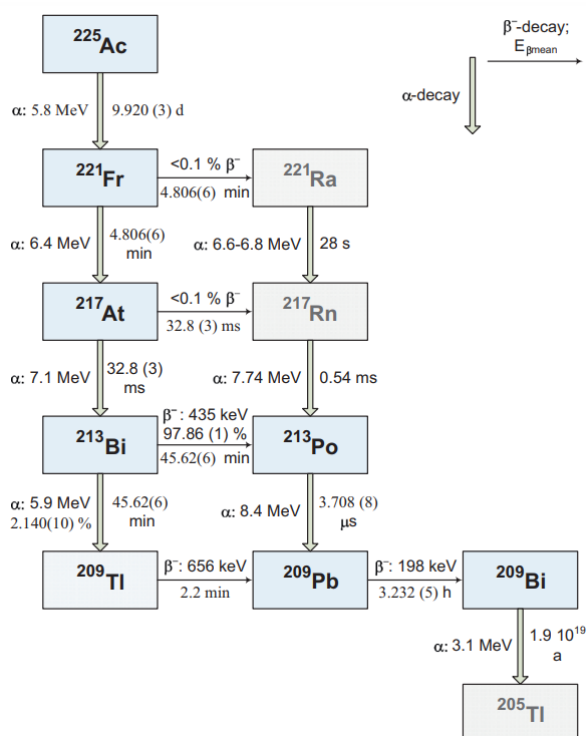 ²²⁵Ac
β⁻-decay;
E_βmean
α-decay
α: 5.8 MeV 9.920 (3) d
²²¹Fr
<0.1 % β⁻
4.806(6) min
²²¹Ra
α: 6.4 MeV 4.806(6)
min
α: 6.6-6.8 MeV 28 s
²¹⁷At
<0.1 % β⁻
32.8 (3) ms
²¹⁷Rn
α: 7.1 MeV 32.8 (3)
ms
α: 7.74 MeV 0.54 ms
²¹³Bi
β⁻: 435 keV
97.86 (1) %
45.62(6) min
²¹³Po
α: 5.9 MeV 45.62(6)
2.140(10) % min
α: 8.4 MeV 3.708 (8)
μs
²⁰⁹Tl
β⁻: 656 keV
2.2 min
²⁰⁹Pb
β⁻: 198 keV
3.232 (5) h
²⁰⁹Bi
α: 3.1 MeV 1.9 10¹⁹
a
²⁰⁵Tl